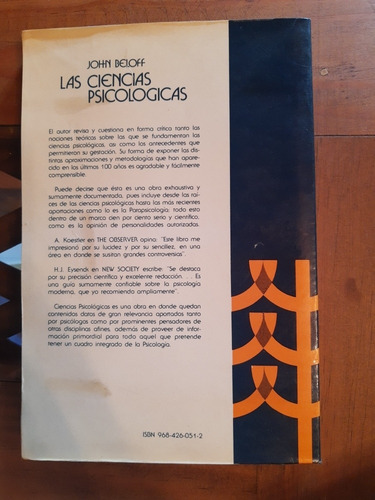 JOHN BELOFF
LAS CIENCIAS
PSICOLOGICAS
El autor revisa y cuestiona en forma crítica tanto las
nociones teóricas sobre las que se fundamentan las
ciencias psicológicas, así como los antecedentes que
permitieron su gestación. Su forma de exponer las dis-
tintas aproximaciones y metodologías que han apare-
cido en los últimos 100 años es agradable y fácilmente
comprensible.
Puede decirse que ésta es una obra exhaustiva y
sumamente documentada, pues incluye desde las raí-
ces de las ciencias psicológicas hasta las más recientes
aportaciones como lo es la Parapsicología; todo esto
dentro de un marco cien por ciento serio y científico,
como es la opinión de personalidades autorizadas.
A. Koestler en THE OBSERVER opina: "Este libro me
impresionó por su lucidez y por su sencillez, en una
área en donde se suscitan grandes controversias".
H.J. Eysenck en NEW SOCIETY escribe: "Se destaca
por su precisión científica y excelente redacción. ... Es
una guía sumamente confiable sobre la psicología
moderna, que yo recomiendo ampliamente".
Ciencias Psicológicas es una obra en donde quedan
contenidos datos de gran relevancia aportados tanto
por psicólogos como por prominentes pensadores de
otras disciplinas afines, además de proveer de infor-
mación primordial para todo aquel que pretende
tener un cuadro integrado de la Psicología.
ISBN 968-426-051-2